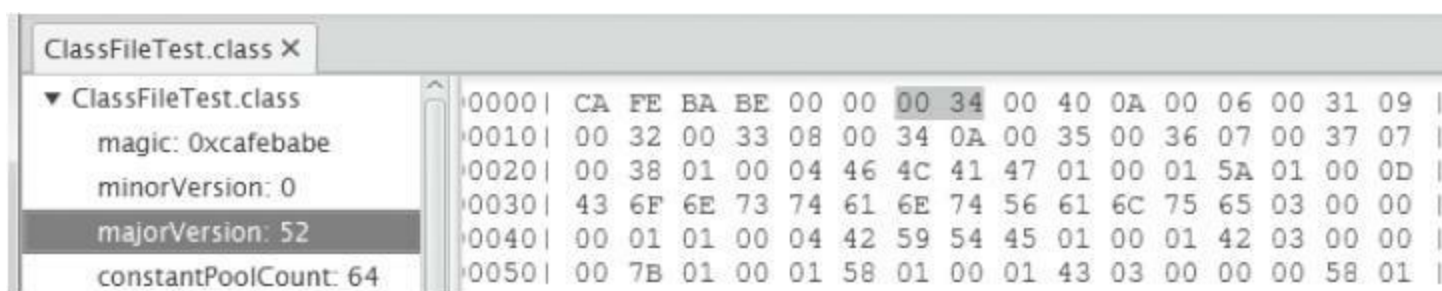 ClassFileTest.class ×
▼ ClassFileTest.class
magic: 0xcafebabe
minorVersion: 0
majorVersion: 52
constantPoolCount: 64
0000| CA FE BA BE 00 00 00 34 00 40 0A 00 06 00 31 09 |
0010| 00 32 00 33 08 00 34 0A 00 35 00 36 07 00 37 07 |
0020| 00 38 01 00 04 46 4C 41 47 01 00 01 5A 01 00 0D |
0030| 43 6F 6E 73 74 61 6E 74 56 61 6C 75 65 03 00 00 |
0040| 00 01 01 00 04 42 59 54 45 01 00 01 42 03 00 00 |
0050| 00 7B 01 00 01 58 01 00 01 43 03 00 00 00 58 01 |